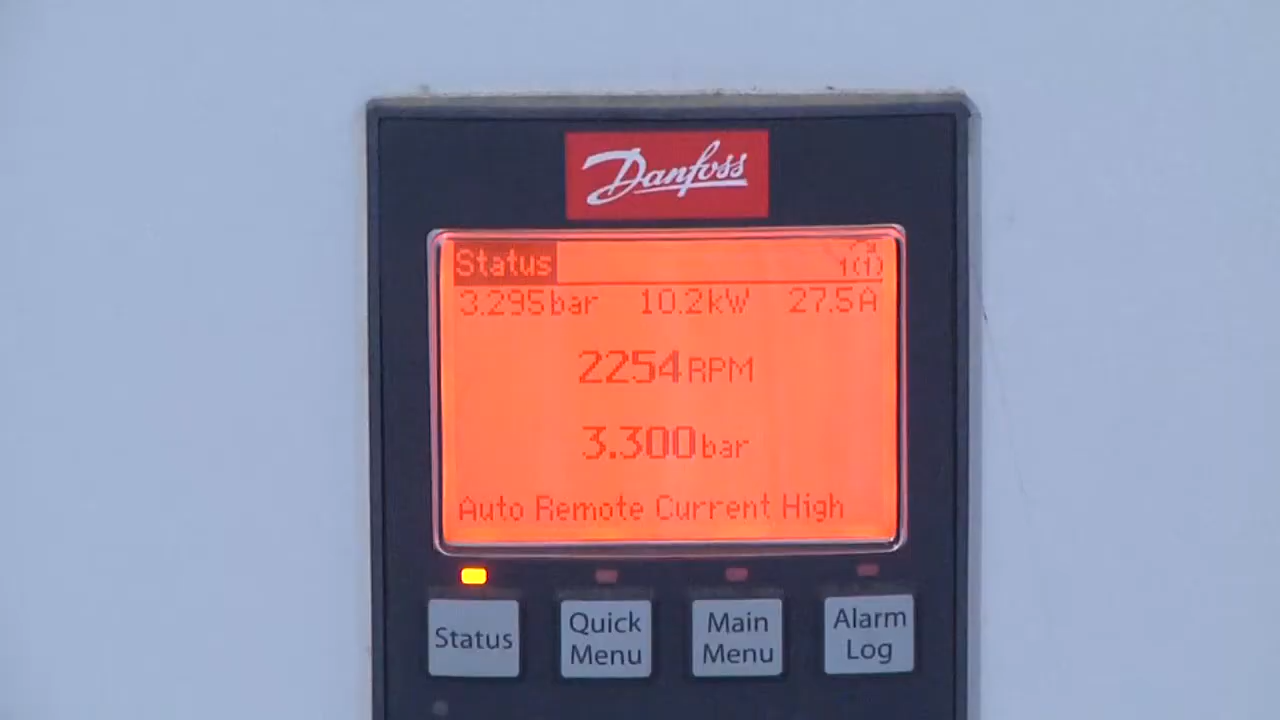 Danfoss
Status 1(1)
3.295bar 10.2kW 27.5A
2254RPM
3.300bar
Auto Remote Current High
Status
Quick
Menu
Main
Menu
Alarm
Log